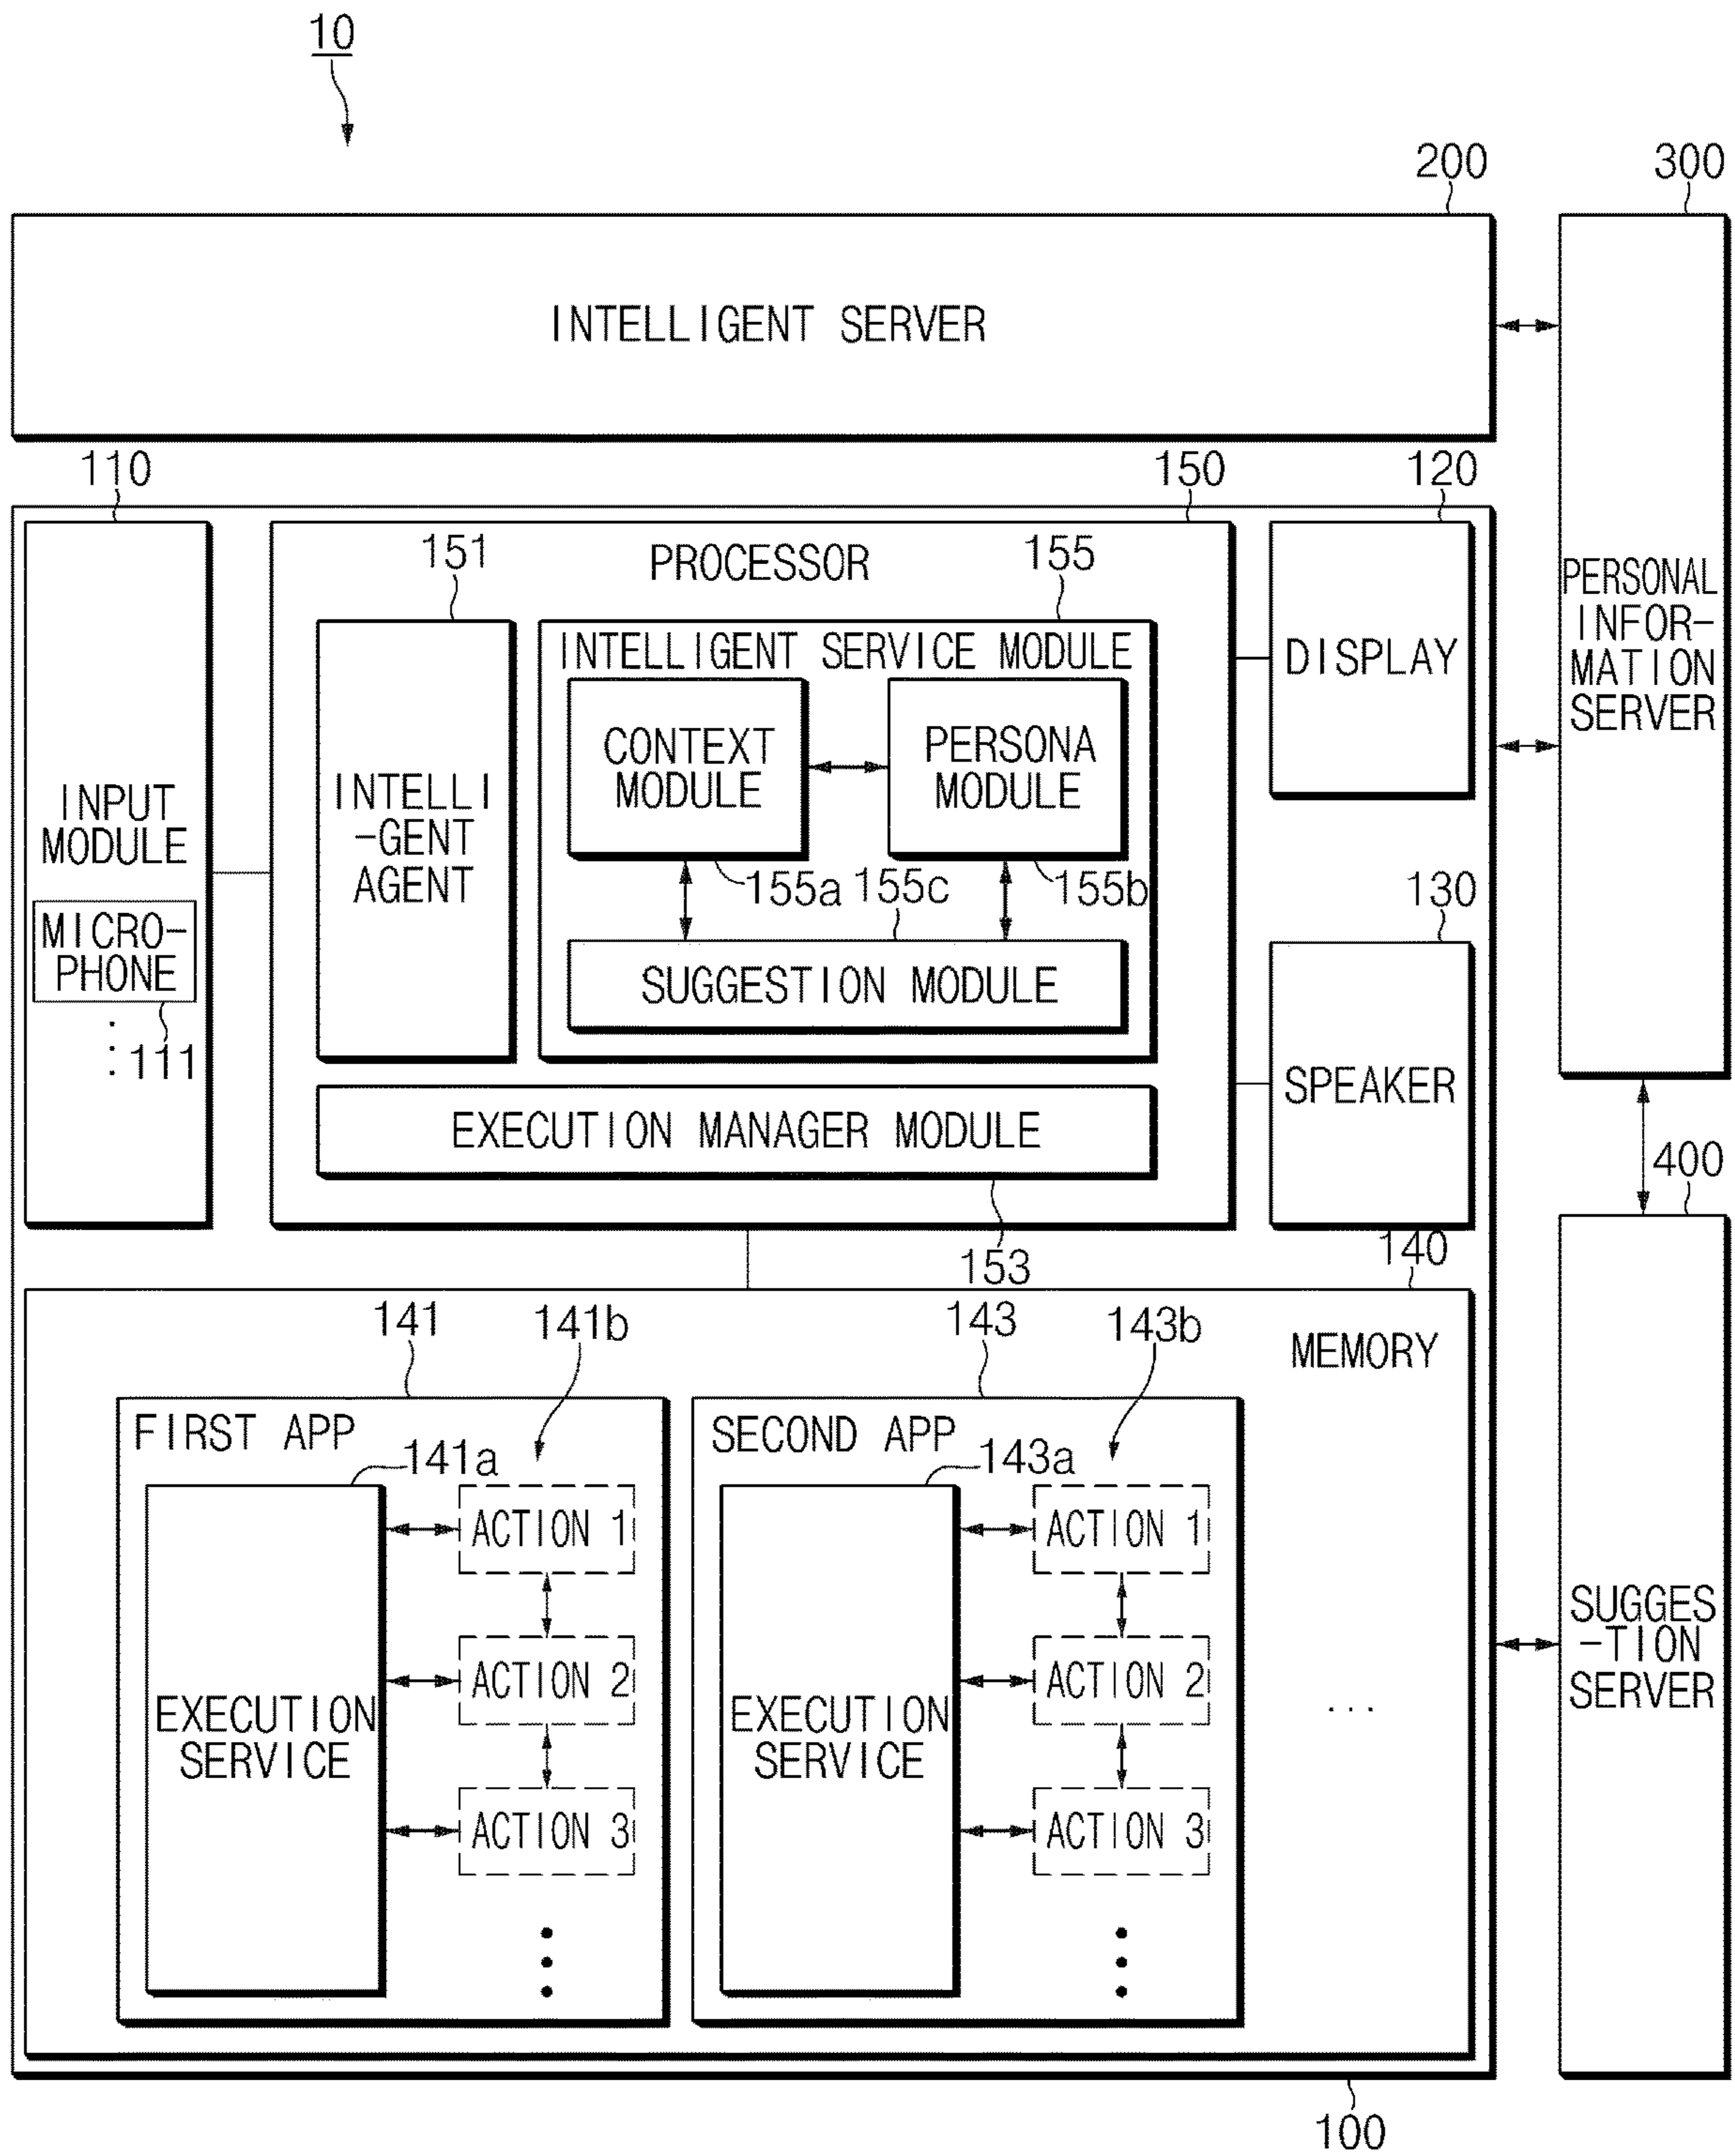 10
200
300
INTELLIGENT SERVER
110
150
120
151
PROCESSOR
155
INTELLIGENT SERVICE MODULE
CONTEXT
MODULE
PERSONA
MODULE
DISPLAY
PERSONAL
INFOR-
MATION
SERVER
INPUT
MODULE
INTELLI
-GENT
AGENT
155a
155c
155b
130
MICRO-
PHONE
111
SUGGESTION MODULE
SPEAKER
EXECUTION MANAGER MODULE
153
400
140
141
141b
143
143b
MEMORY
FIRST APP
141a
SECOND APP
143a
ACTION 1
ACTION 2
ACTION 3
EXECUTION
SERVICE
ACTION 1
ACTION 2
ACTION 3
EXECUTION
SERVICE
...
SUGGES
-TION
SERVER
100